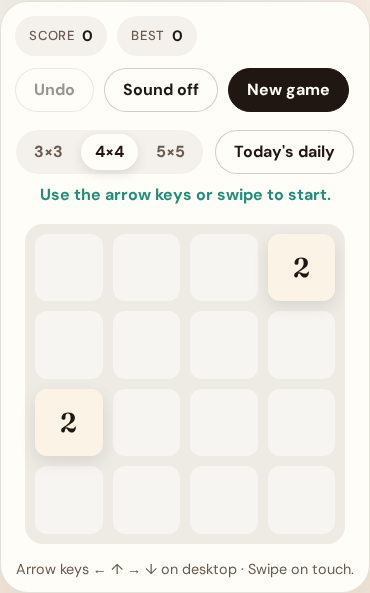 SCORE 0 BEST 0
Undo Sound off New game
3×3 4×4 5×5 Today's daily
Use the arrow keys or swipe to start.
2
2
Arrow keys ← ↑ → ↓ on desktop · Swipe on touch.